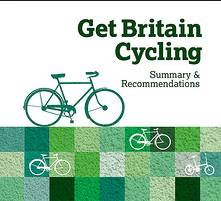 Get Britain
Cycling
Summary &
Recommendations